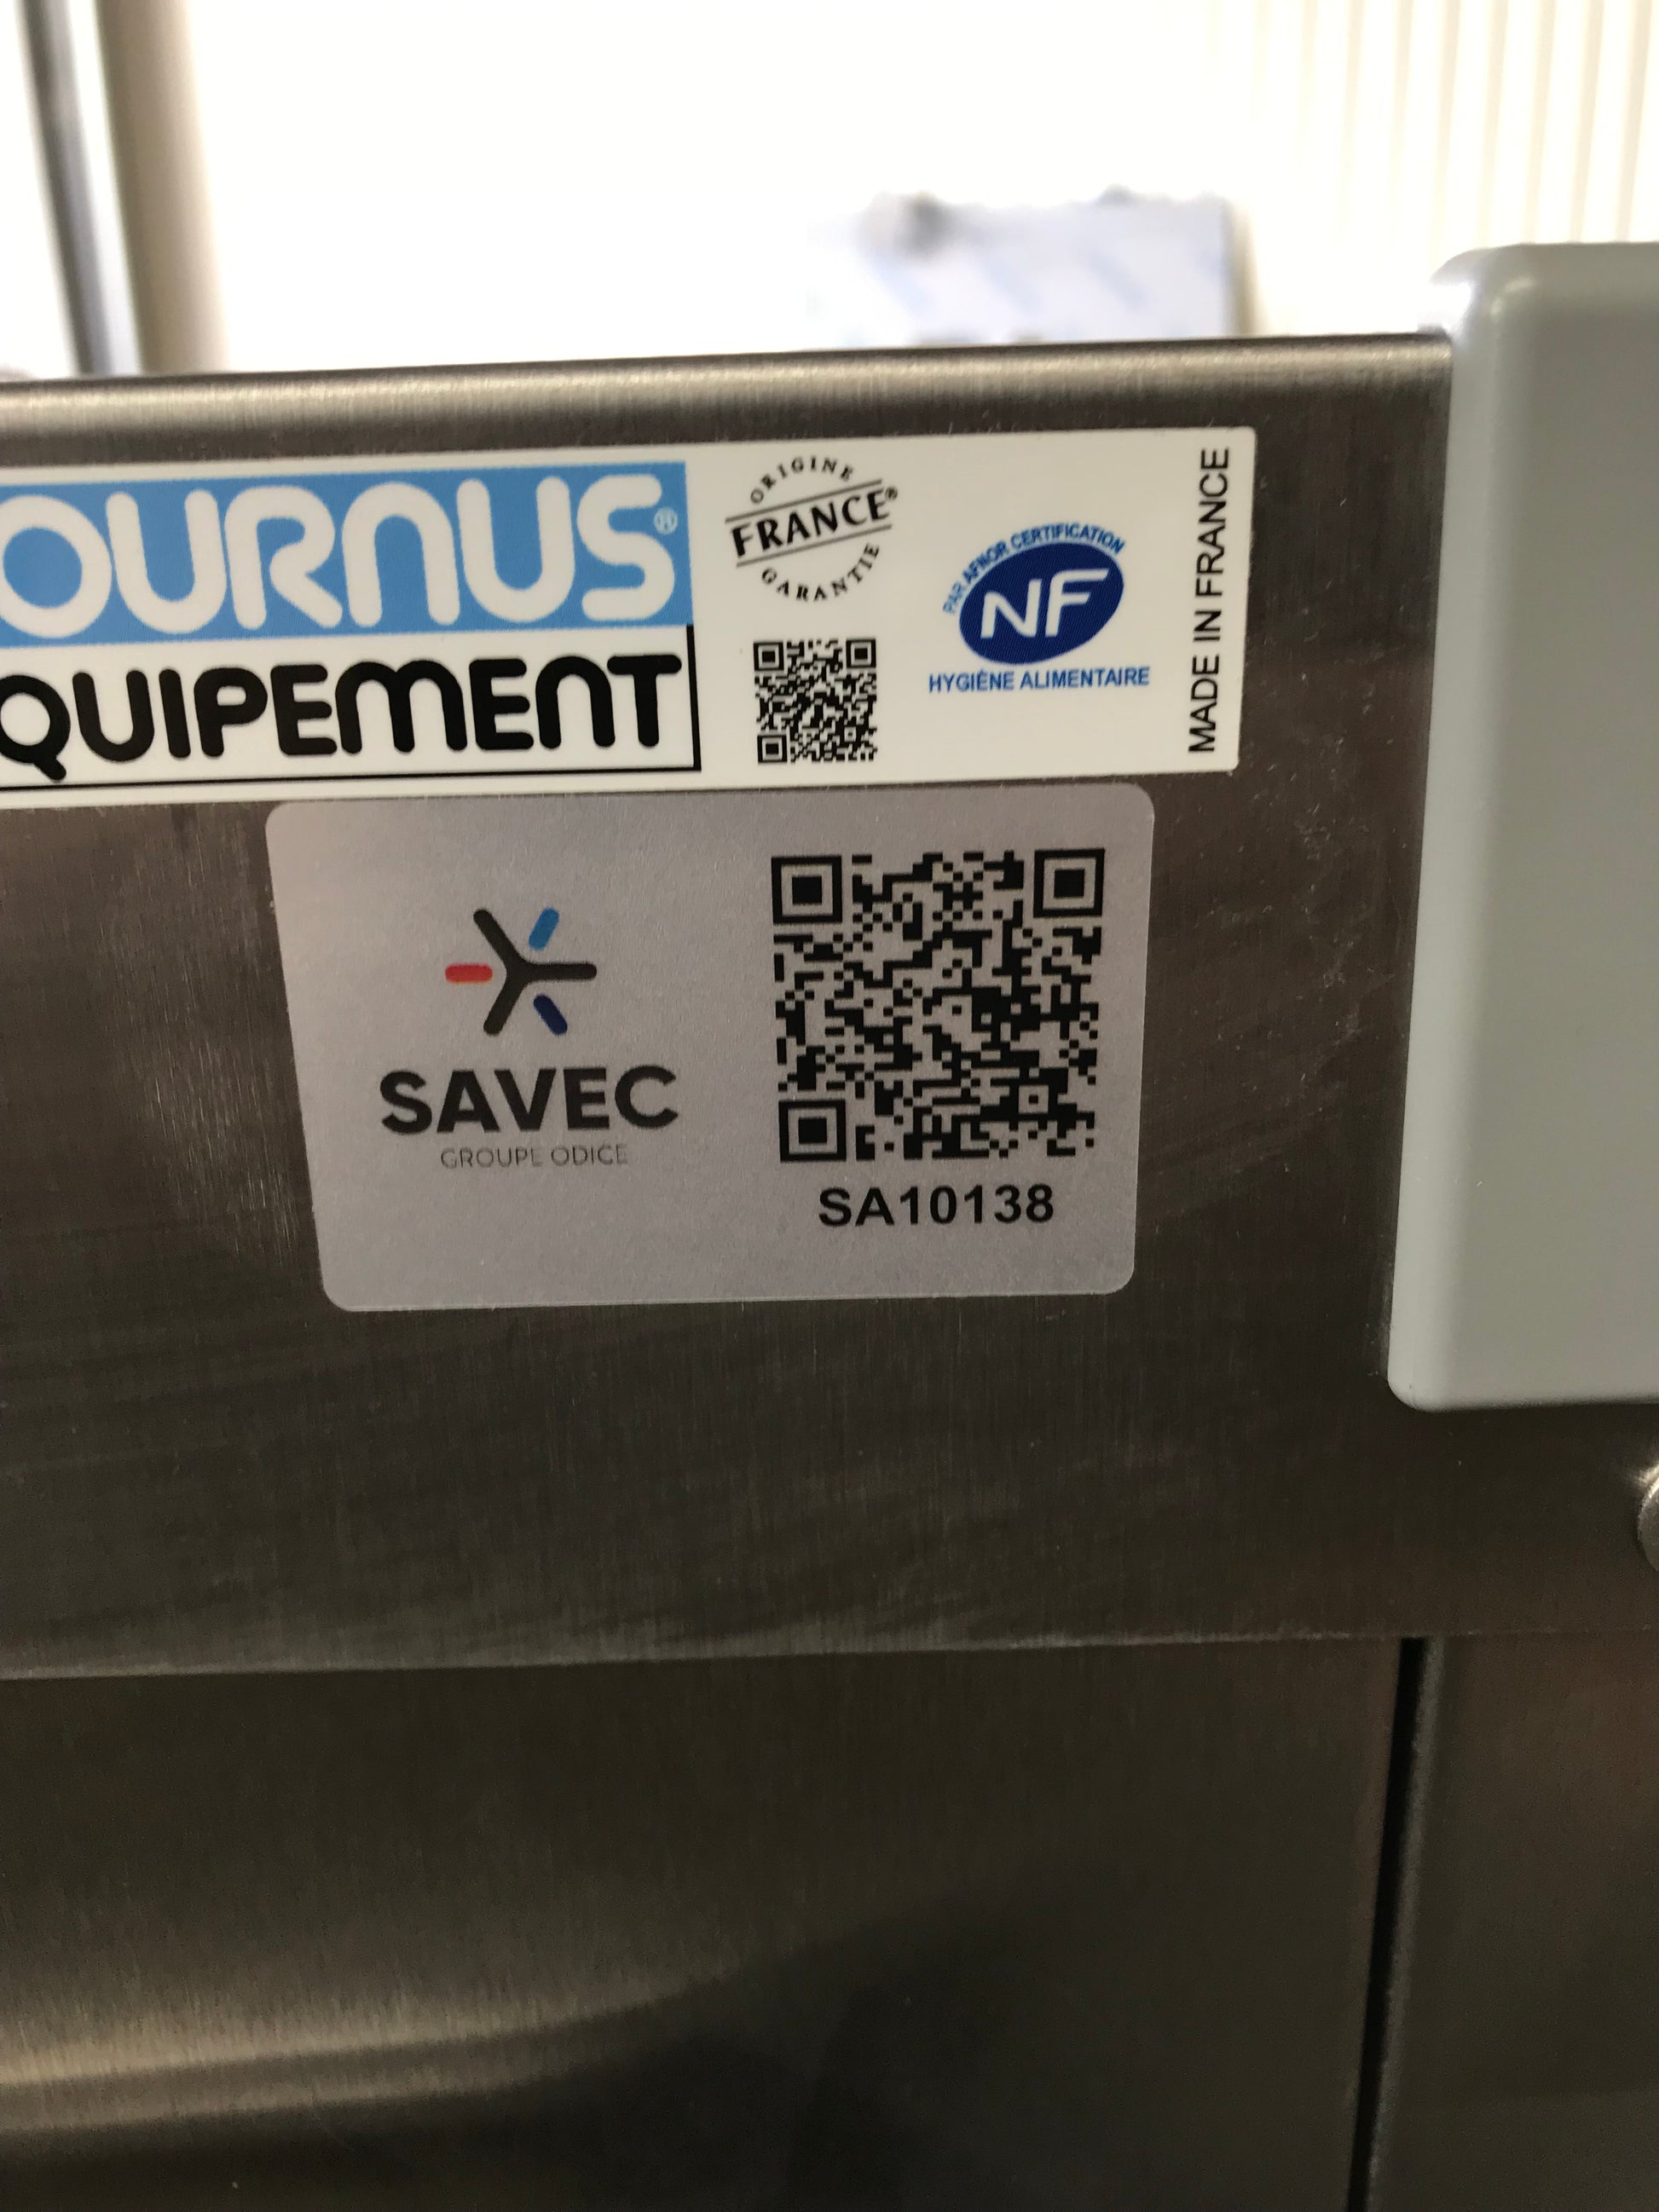 OURNUS®
QUIPEMENT
ORIGINE
FRANCE®
GARANTIE
PAR AFNOR CERTIFICATION
NF
HYGIÈNE ALIMENTAIRE
MADE IN FRANCE
SAVEC
GROUPE ODICE
SA10138